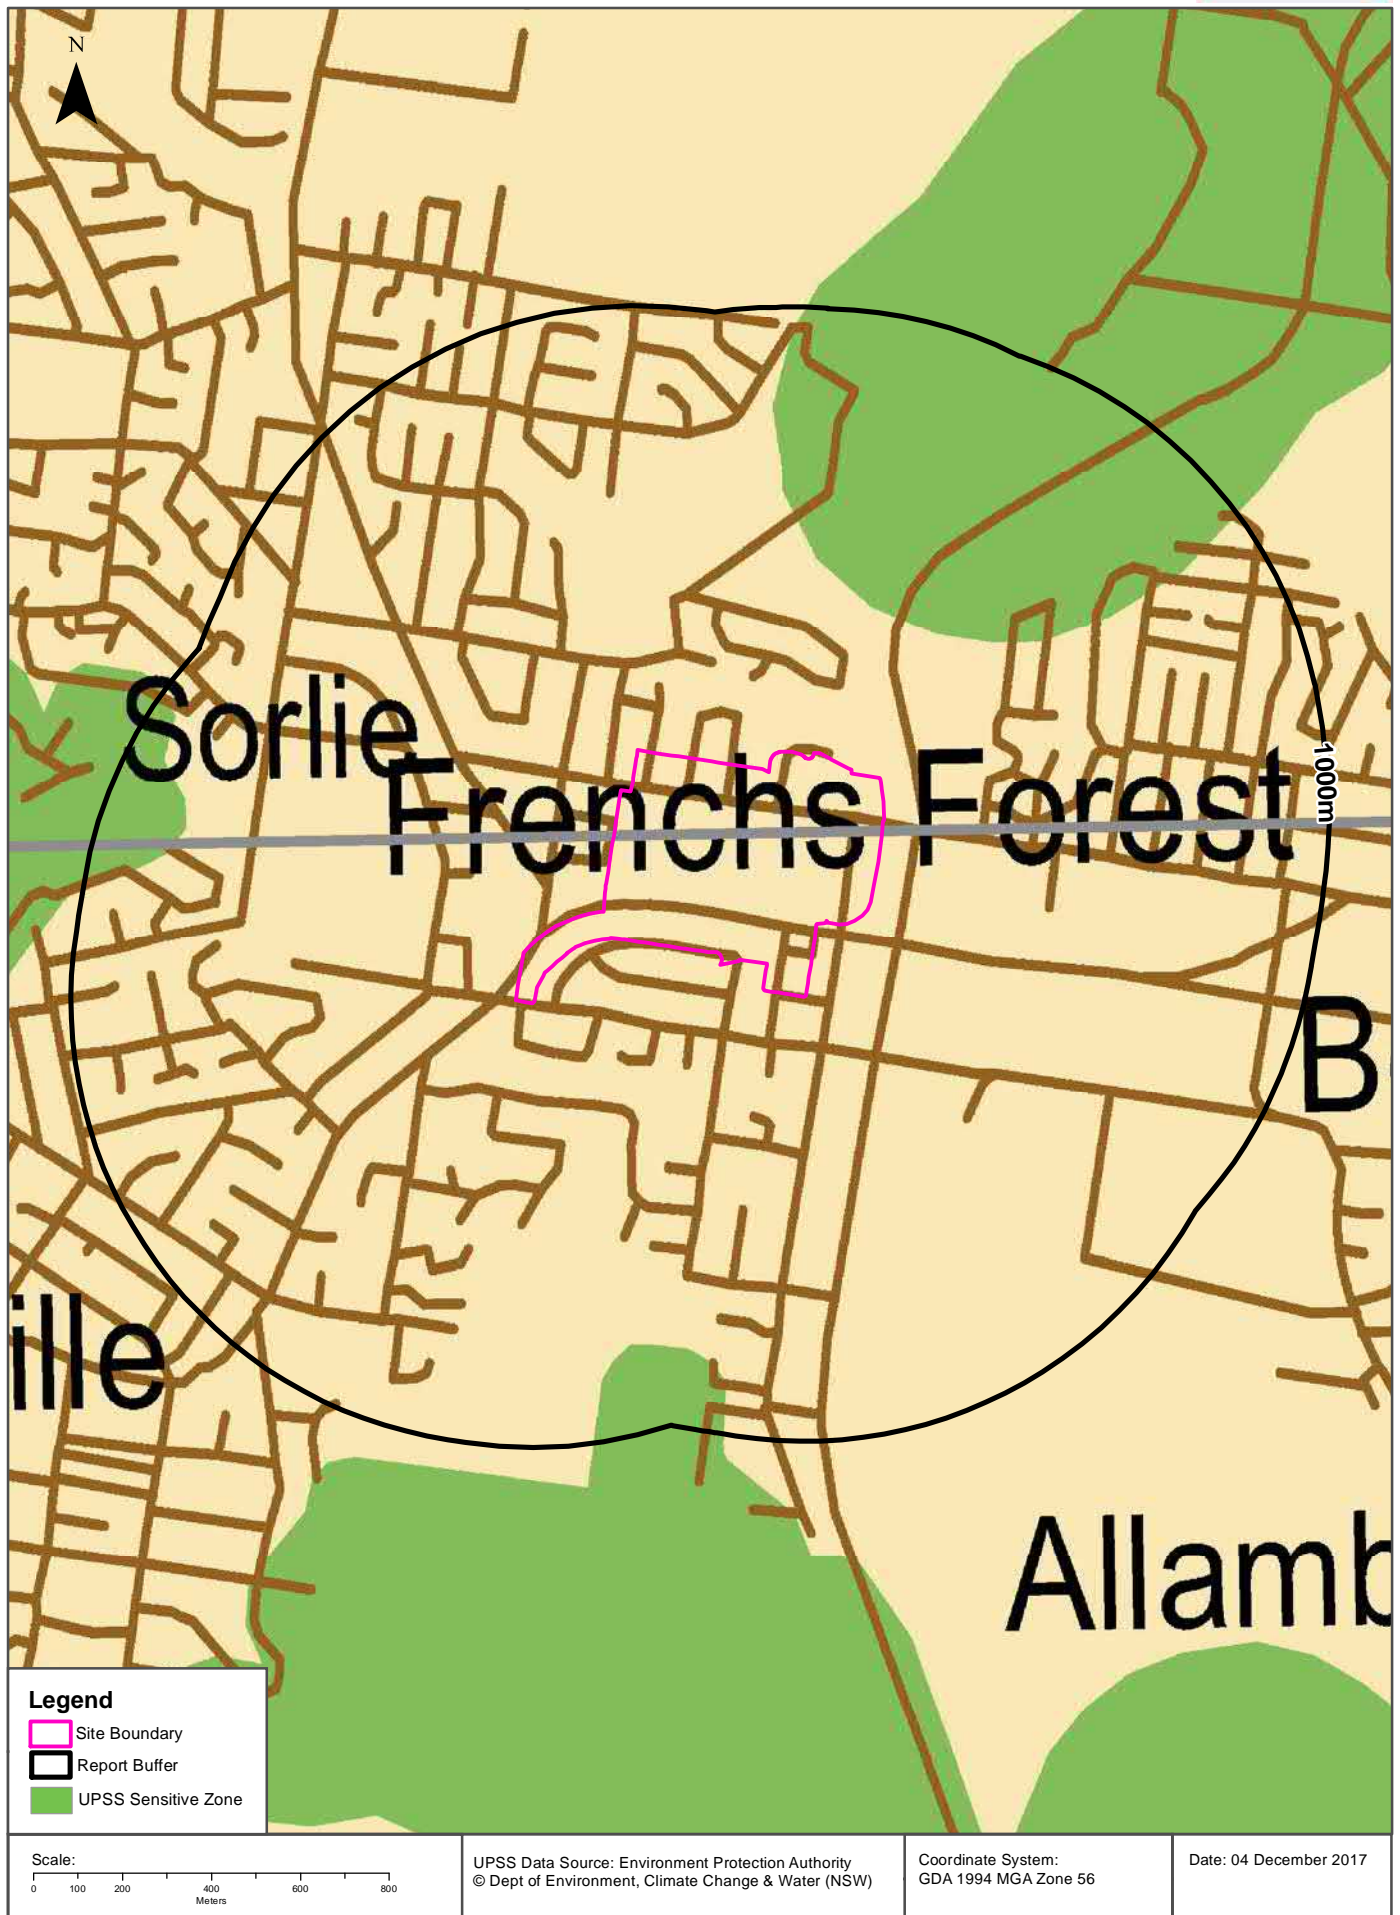 N
Sorlie
Frenchs Forest
1000m
B
ille
Allamb
Legend
Site Boundary
Report Buffer
UPSS Sensitive Zone
Scale:
0 100 200 400 600 800
Meters
UPSS Data Source: Environment Protection Authority
© Dept of Environment, Climate Change & Water (NSW)
Coordinate System:
GDA 1994 MGA Zone 56
Date: 04 December 2017